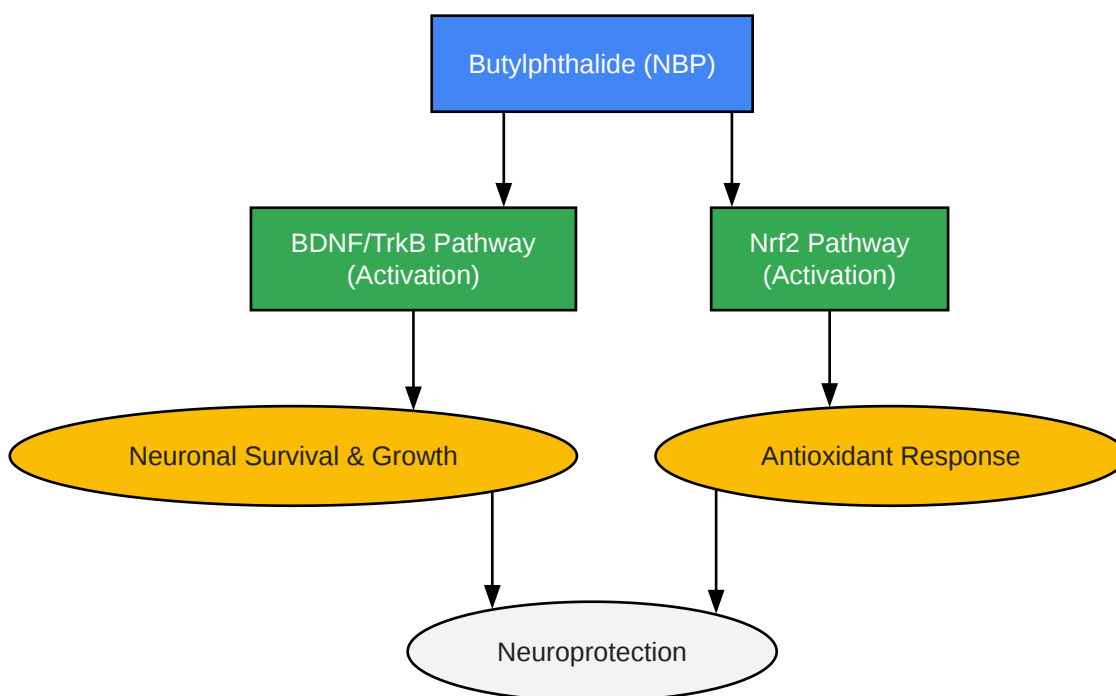 Butylphthalide (NBP)
BDNF/TrkB Pathway
(Activation)
Nrf2 Pathway
(Activation)
Neuronal Survival & Growth
Antioxidant Response
Neuroprotection